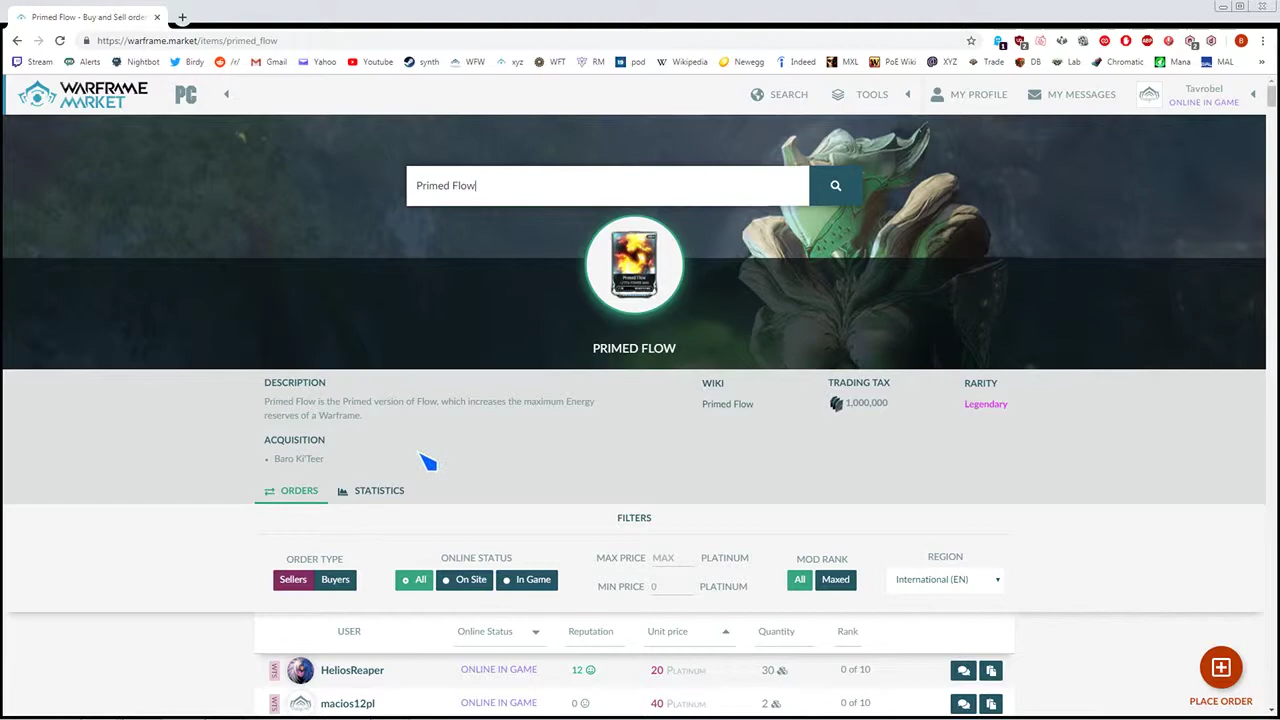 Primed Flow - Buy and Sell order
https://warframe.market/items/primed_flow
Stream Alerts Nightbot Birdy /r/ Gmail Yahoo Youtube synth WFW xyz WFT RM pod Wikipedia Newegg Indeed MXL PoE Wiki XYZ Trade DB Lab Chromatic Mana MAL
WARFRAME MARKET PC SEARCH TOOLS MY PROFILE MY MESSAGES Tavrobel
ONLINE IN GAME
Primed Flow
PRIMED FLOW
DESCRIPTION WIKI TRADING TAX RARITY
Primed Flow is the Primed version of Flow, which increases the maximum Energy Primed Flow 1,000,000 Legendary
reserves of a Warframe.
ACQUISITION
Baro Ki'Teer
ORDERS STATISTICS
FILTERS
ORDER TYPE ONLINE STATUS MAX PRICE MAX PLATINUM MOD RANK REGION
Sellers Buyers All On Site In Game MIN PRICE 0 PLATINUM All Maxed International (EN)
USER Online Status Reputation Unit price Quantity Rank
WTS HeliosReaper ONLINE IN GAME 12 20 PLATINUM 30 0 of 10
WTS macios12pl ONLINE IN GAME 0 40 PLATINUM 2 0 of 10
PLACE ORDER